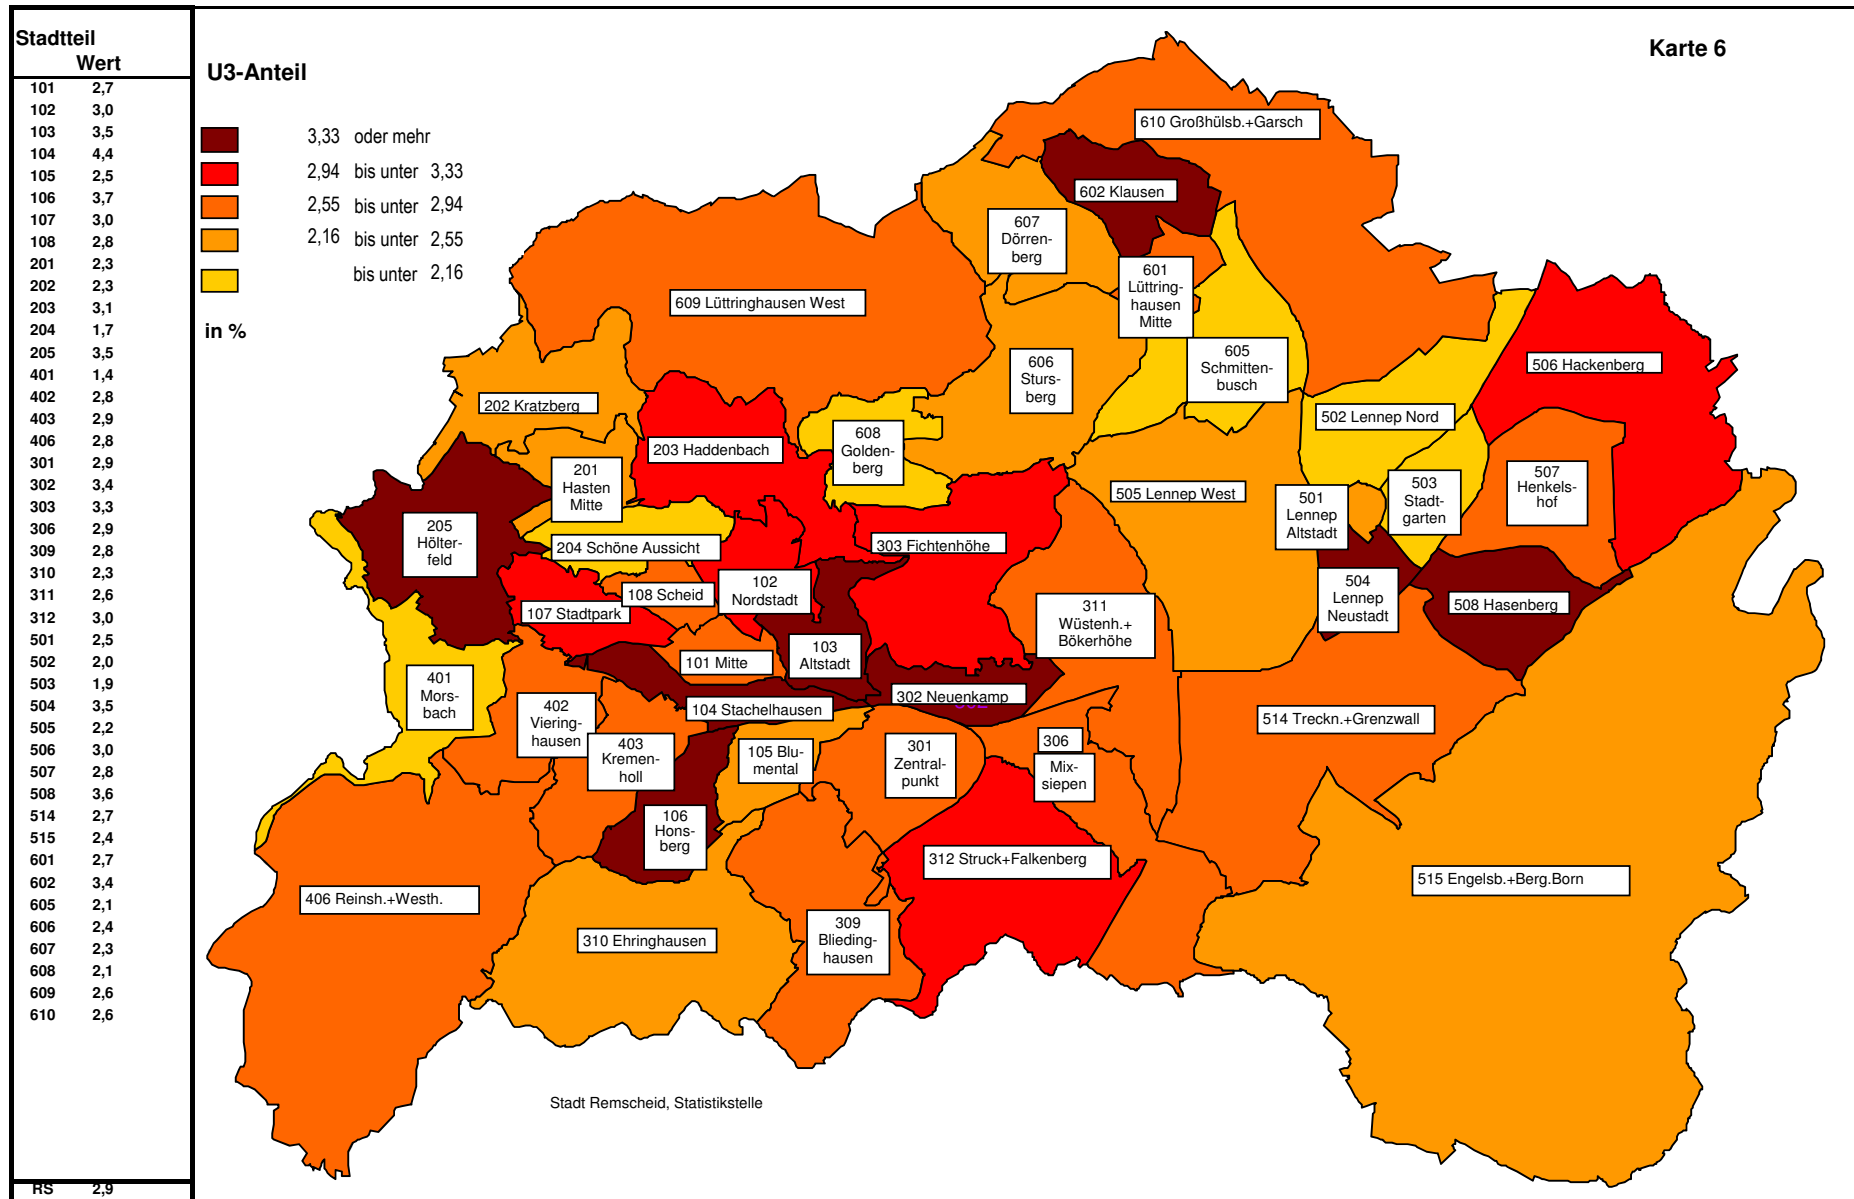 Stadtteil
Wert
101 2,7
102 3,0
103 3,5
104 4,4
105 2,5
106 3,7
107 3,0
108 2,8
201 2,3
202 2,3
203 3,1
204 1,7
205 3,5
401 1,4
402 2,8
403 2,9
406 2,8
301 2,9
302 3,4
303 3,3
306 2,9
309 2,8
310 2,3
311 2,6
312 3,0
501 2,5
502 2,0
503 1,9
504 3,5
505 2,2
506 3,0
507 2,8
508 3,6
514 2,7
515 2,4
601 2,7
602 3,4
605 2,1
606 2,4
607 2,3
608 2,1
609 2,6
610 2,6
RS 2,9
U3-Anteil
3,33 oder mehr
2,94 bis unter 3,33
2,55 bis unter 2,94
2,16 bis unter 2,55
bis unter 2,16
in %
Karte 6
610 Großhülsb.+Garsch
602 Klausen
607
Dörren-
berg
601
Lüttring-
hausen
Mitte
609 Lüttringhausen West
605
Schmitten-
busch
606
Sturs-
berg
506 Hackenberg
202 Kratzberg
502 Lennep Nord
203 Haddenbach
608
Golden-
berg
201
Hasten
Mitte
505 Lennep West
501
Lennep
Altstadt
503
Stadt-
garten
507
Henkels-
hof
205
Hölter-
feld
204 Schöne Aussicht
303 Fichtenhöhe
102
Nordstadt
108 Scheid
107 Stadtpark
504
Lennep
Neustadt
508 Hasenberg
311
Wüstenh.+
Bökerhöhe
103
Altstadt
101 Mitte
401
Mors-
bach
302 Neuenkamp
104 Stachelhausen
402
Viering-
hausen
514 Treckn.+Grenzwall
403
Kremen-
holl
105 Blu-
mental
301
Zentral-
punkt
306
Mix-
siepen
106
Hons-
berg
312 Struck+Falkenberg
515 Engelsb.+Berg.Born
406 Reinsh.+Westh.
309
Blieding-
hausen
310 Ehringhausen
Stadt Remscheid, Statistikstelle